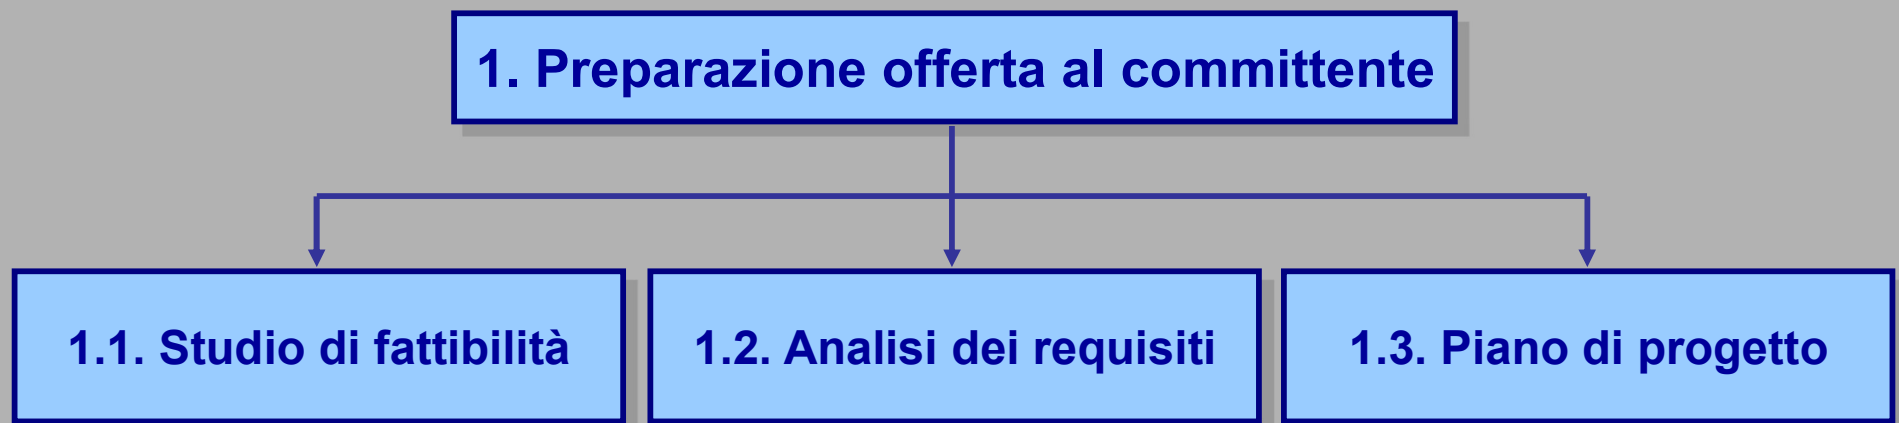 1. Preparazione offerta al committente
1.1. Studio di fattibilità
1.2. Analisi dei requisiti
1.3. Piano di progetto